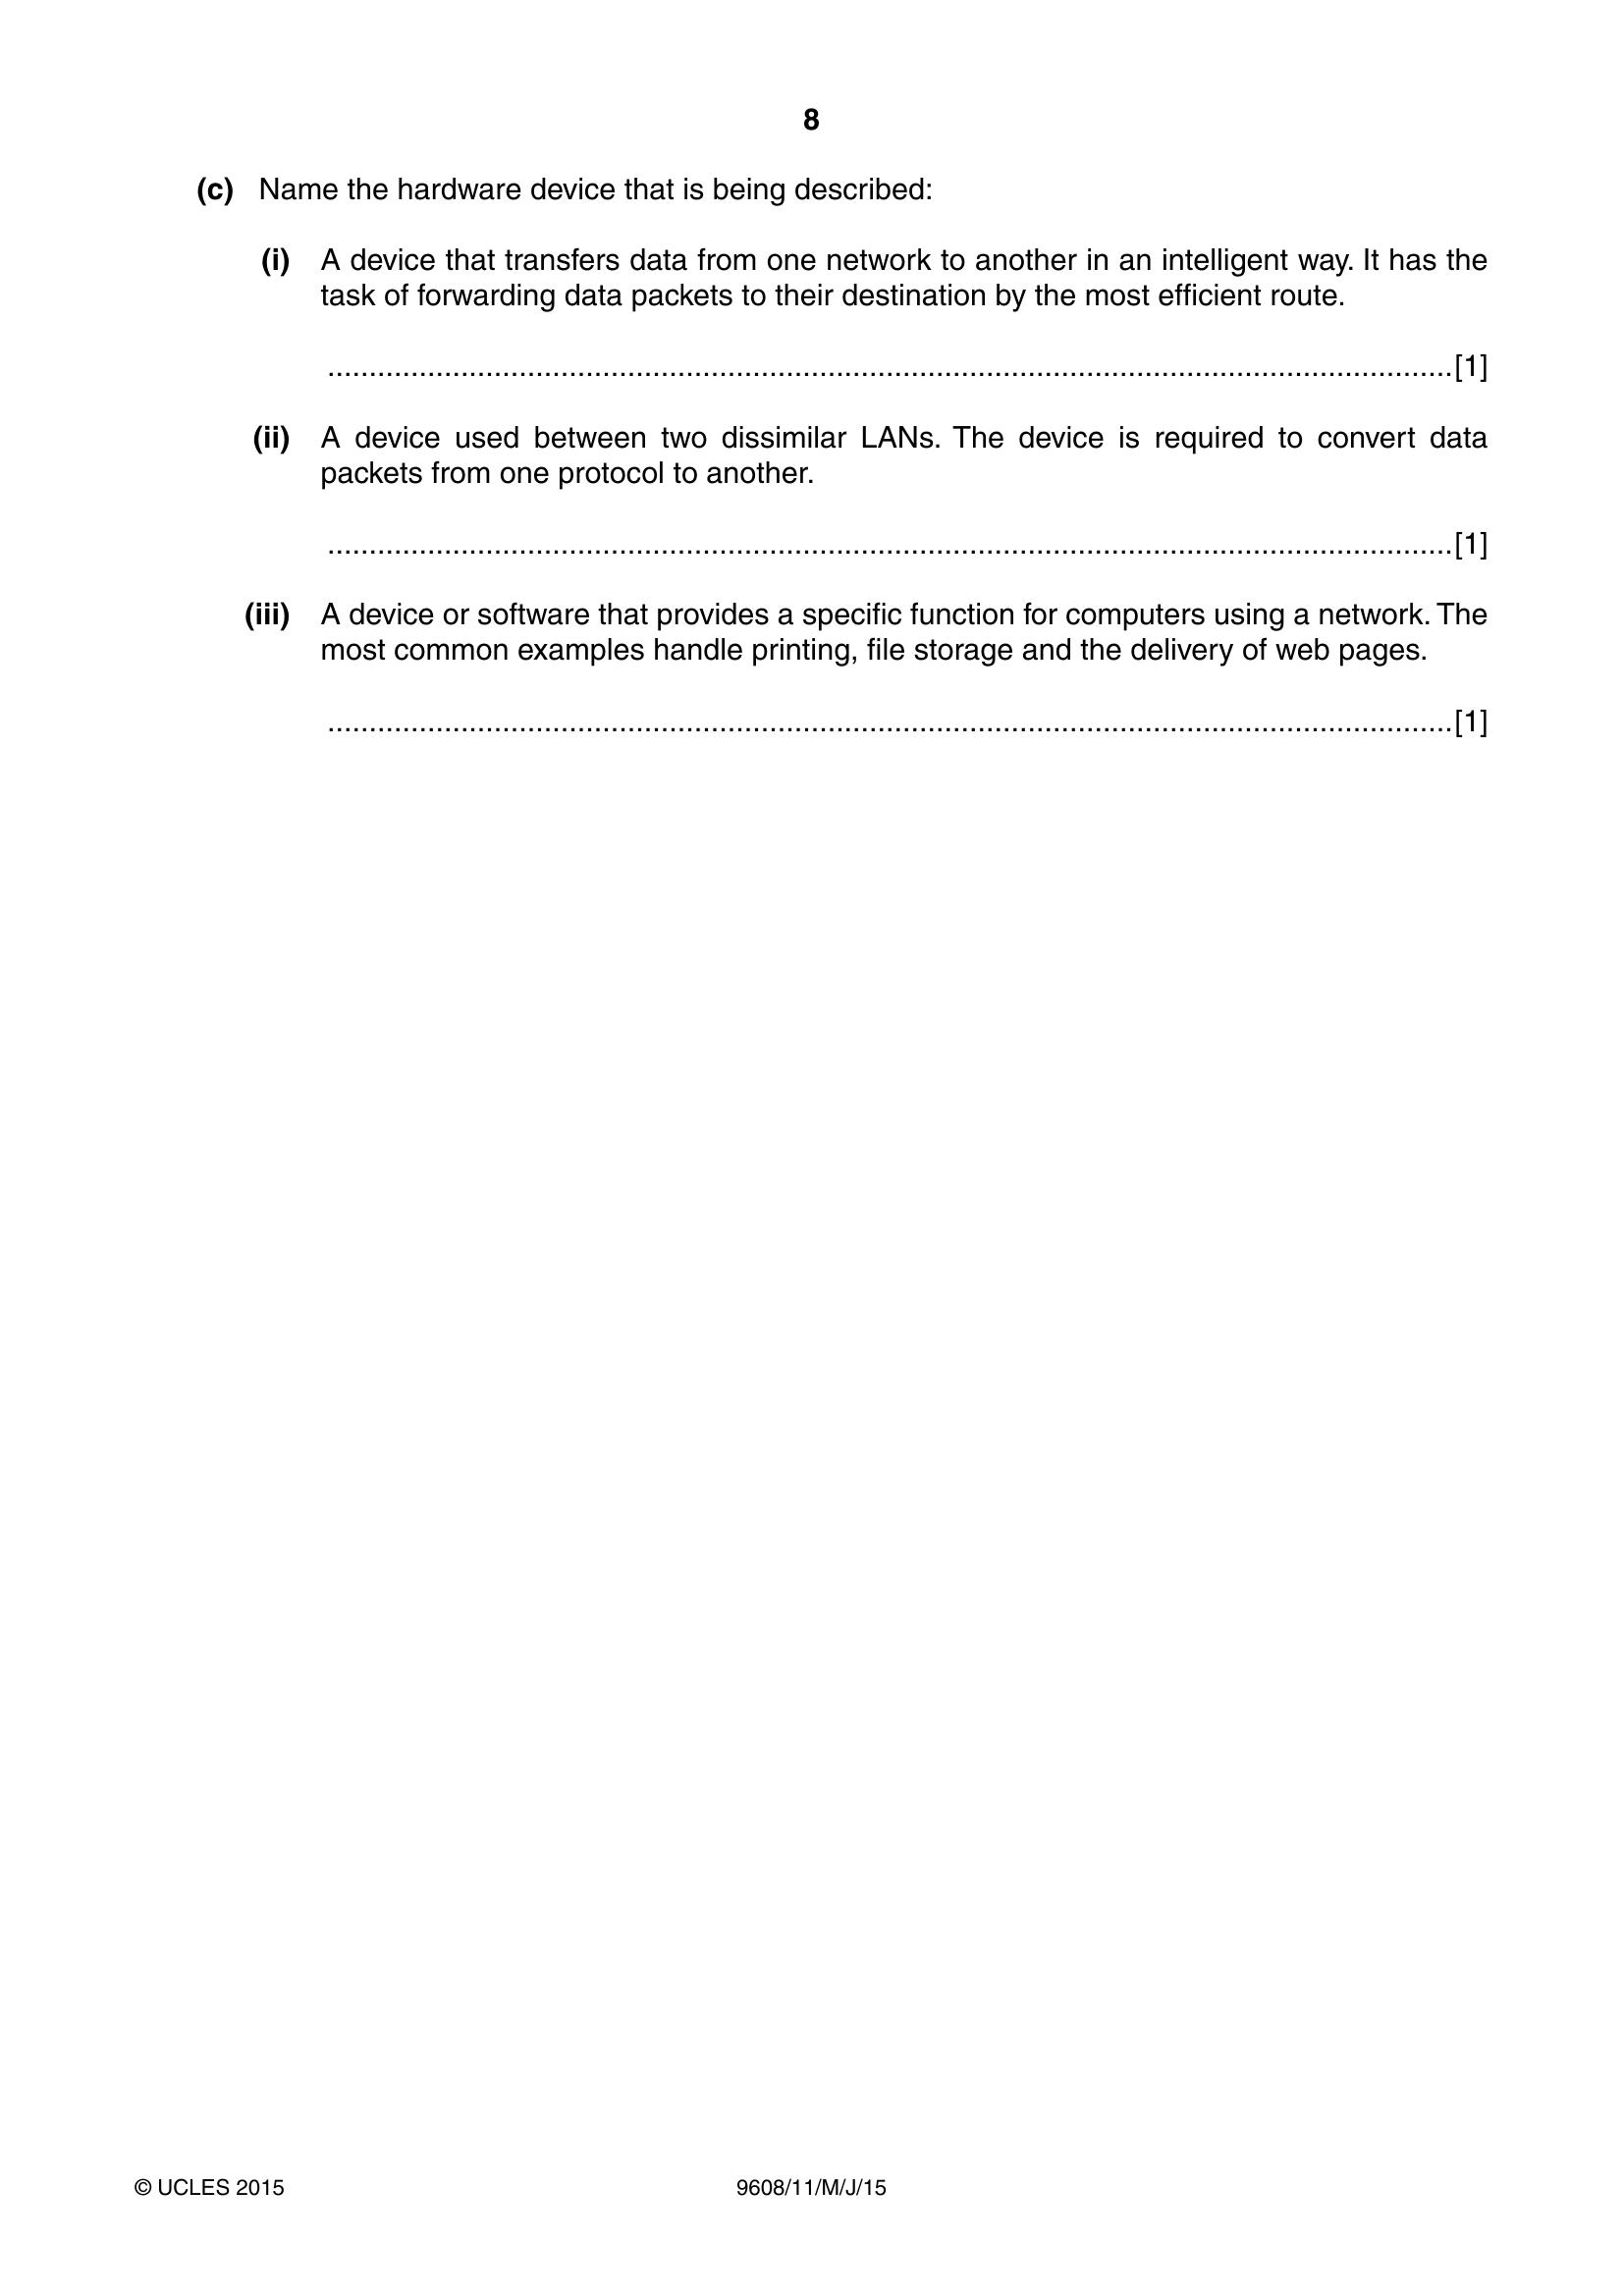 8
(c) Name the hardware device that is being described:
(i) A device that transfers data from one network to another in an intelligent way. It has the
task of forwarding data packets to their destination by the most efficient route.
..........................................................................................................................................[1]
(ii) A device used between two dissimilar LANs. The device is required to convert data
packets from one protocol to another.
..........................................................................................................................................[1]
(iii) A device or software that provides a specific function for computers using a network. The
most common examples handle printing, file storage and the delivery of web pages.
..........................................................................................................................................[1]
© UCLES 2015 9608/11/M/J/15